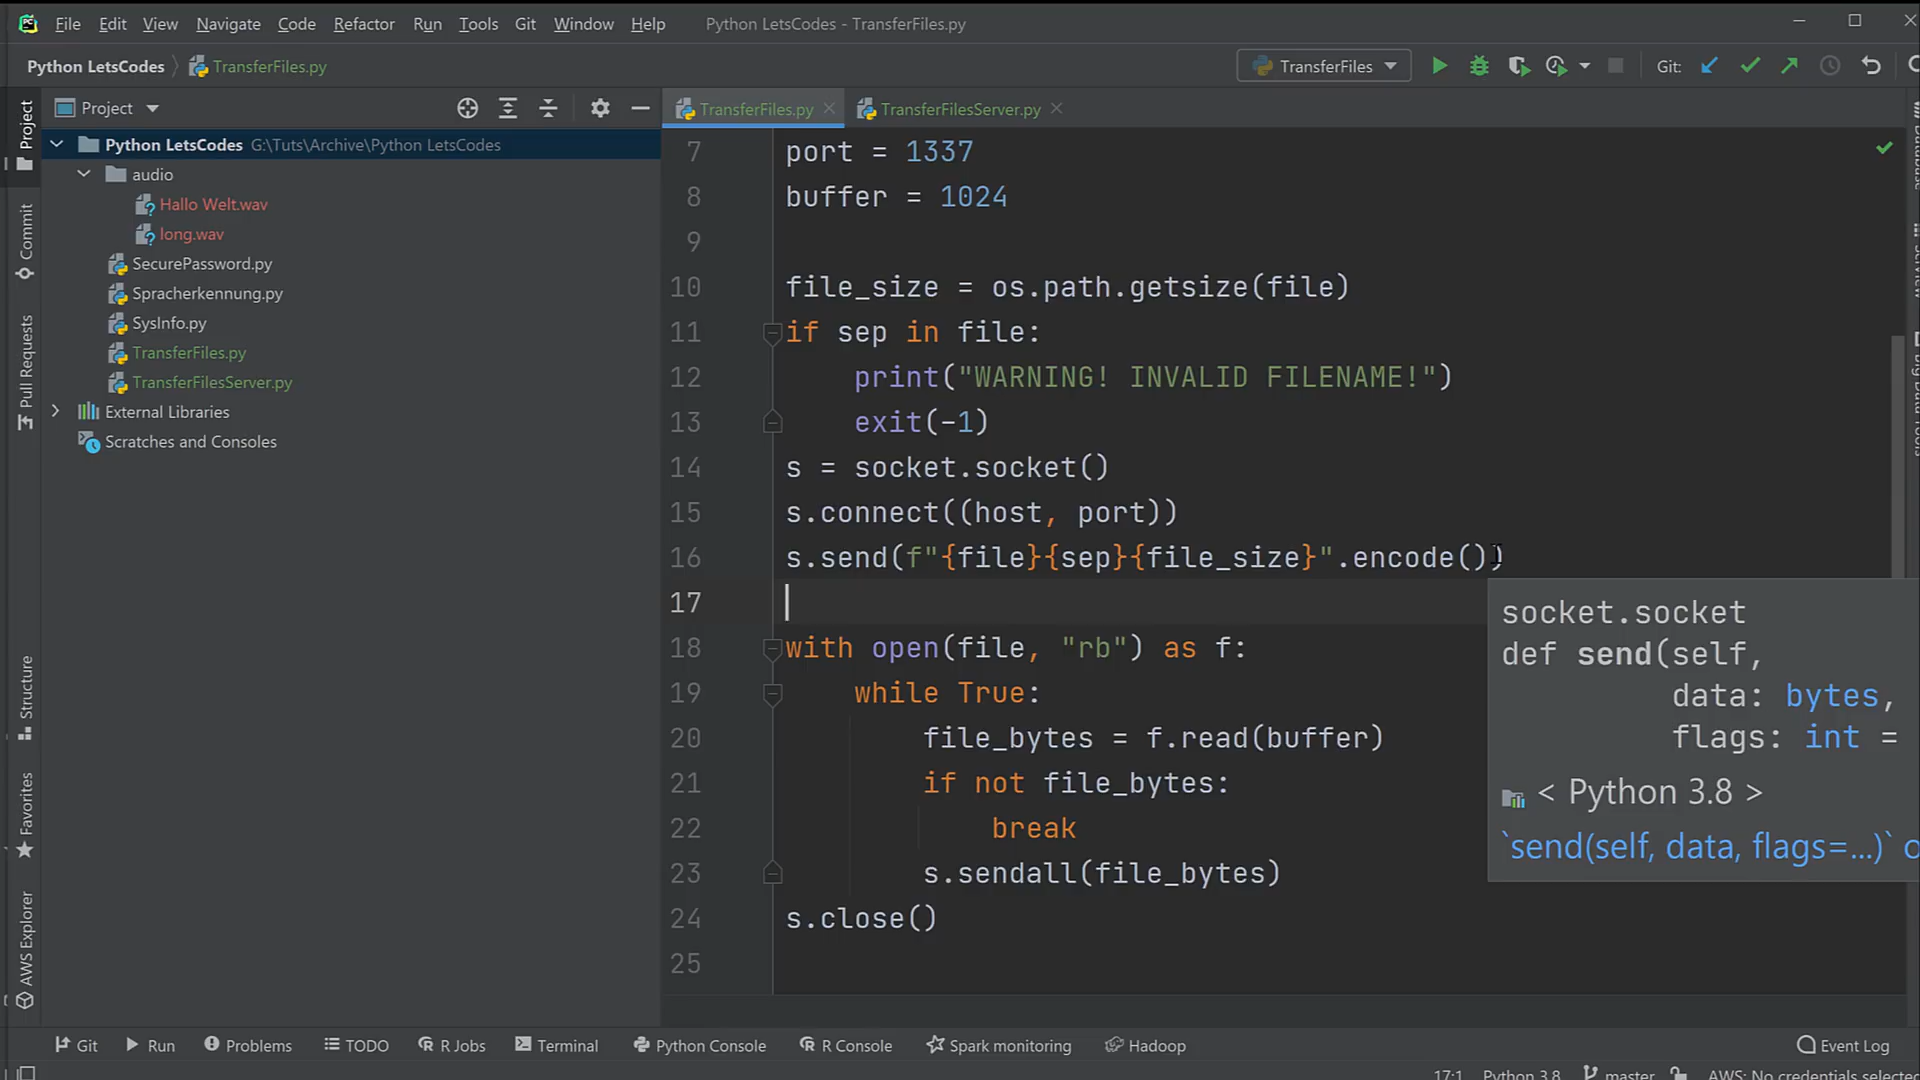 File Edit View Navigate Code Refactor Run Tools Git Window Help Python LetsCodes - TransferFiles.py
Python LetsCodes TransferFiles.py TransferFiles Git:
Project
TransferFiles.py TransferFilesServer.py
Python LetsCodes G:\Tuts\Archive\Python LetsCodes
audio
Hallo Welt.wav
long.wav
SecurePassword.py
Spracherkennung.py
SysInfo.py
TransferFiles.py
TransferFilesServer.py
External Libraries
Scratches and Consoles
Project
Commit
Pull Requests
Structure
Favorites
AWS Explorer
7 port = 1337
8 buffer = 1024
9
10 file_size = os.path.getsize(file)
11 if sep in file:
12 print("WARNING! INVALID FILENAME!")
13 exit(-1)
14 s = socket.socket()
15 s.connect((host, port))
16 s.send(f"{file}{sep}{file_size}".encode())
17
18 with open(file, "rb") as f:
19 while True:
20 file_bytes = f.read(buffer)
21 if not file_bytes:
22 break
23 s.sendall(file_bytes)
24 s.close()
25
socket.socket
def send(self,
data: bytes,
flags: int =
< Python 3.8 >
`send(self, data, flags=...)` o
Database
Big Data Tools
Git Run Problems TODO R Jobs Terminal Python Console R Console Spark monitoring Hadoop Event Log
17:1 Python 3.8 master AWS: No credentials selected